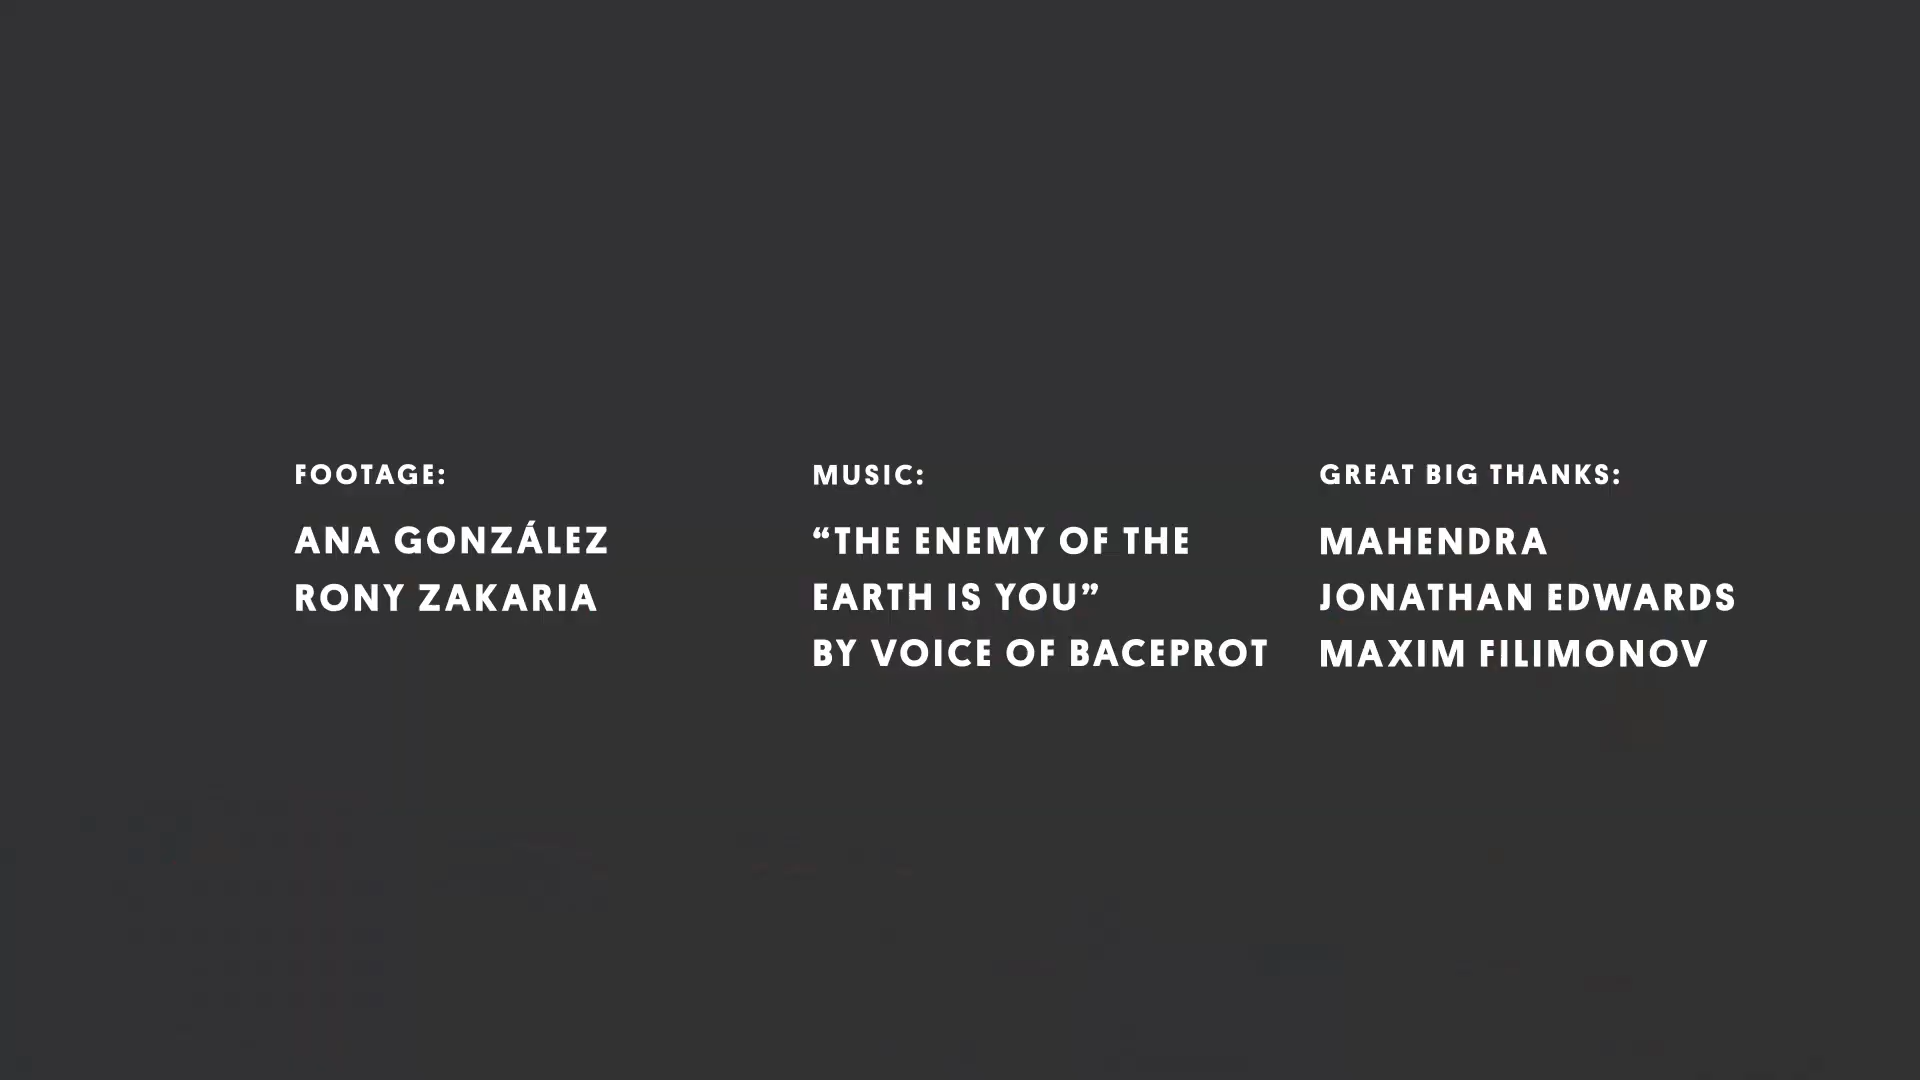 FOOTAGE:
ANA GONZÁLEZ
RONY ZAKARIA
MUSIC:
“THE ENEMY OF THE
EARTH IS YOU”
BY VOICE OF BACEPROT
GREAT BIG THANKS:
MAHENDRA
JONATHAN EDWARDS
MAXIM FILIMONOV